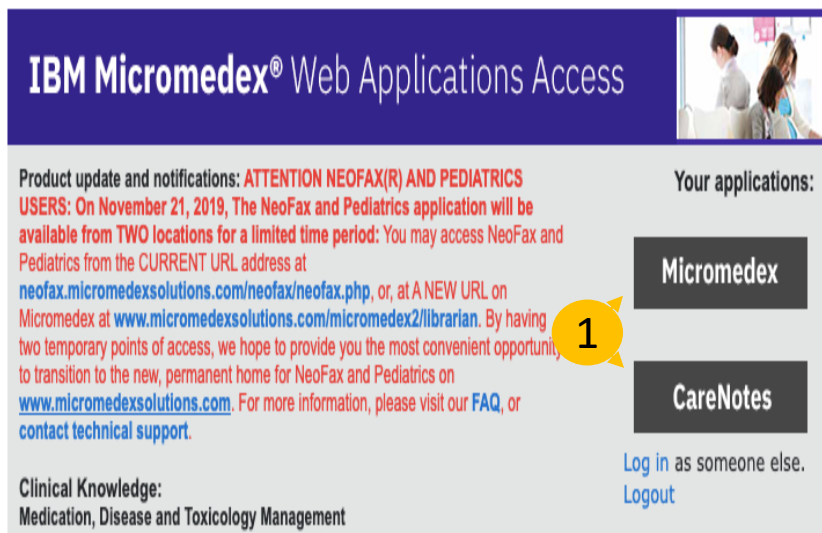 IBM Micromedex® Web Applications Access
Product update and notifications: ATTENTION NEOFAX(R) AND PEDIATRICS
USERS: On November 21, 2019, The NeoFax and Pediatrics application will be
available from TWO locations for a limited time period: You may access NeoFax and
Pediatrics from the CURRENT URL address at
neofax.micromedexsolutions.com/neofax/neofax.php, or, at A NEW URL on
Micromedex at www.micromedexsolutions.com/micromedex2/librarian. By having
two temporary points of access, we hope to provide you the most convenient opportunity
to transition to the new, permanent home for NeoFax and Pediatrics on
www.micromedexsolutions.com. For more information, please visit our FAQ, or
contact technical support.
Clinical Knowledge:
Medication, Disease and Toxicology Management
Your applications:
Micromedex
1
CareNotes
Log in as someone else.
Logout